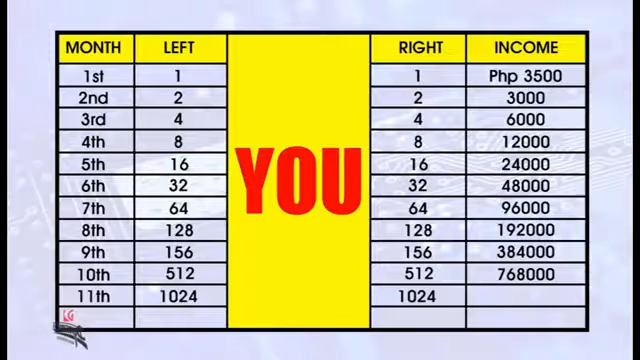 MONTH LEFT RIGHT INCOME
1st 1 1 Php 3500
2nd 2 2 3000
3rd 4 4 6000
4th 8 8 12000
5th 16 16 24000
6th 32 32 48000
7th 64 64 96000
8th 128 128 192000
9th 156 156 384000
10th 512 512 768000
11th 1024 1024
YOU